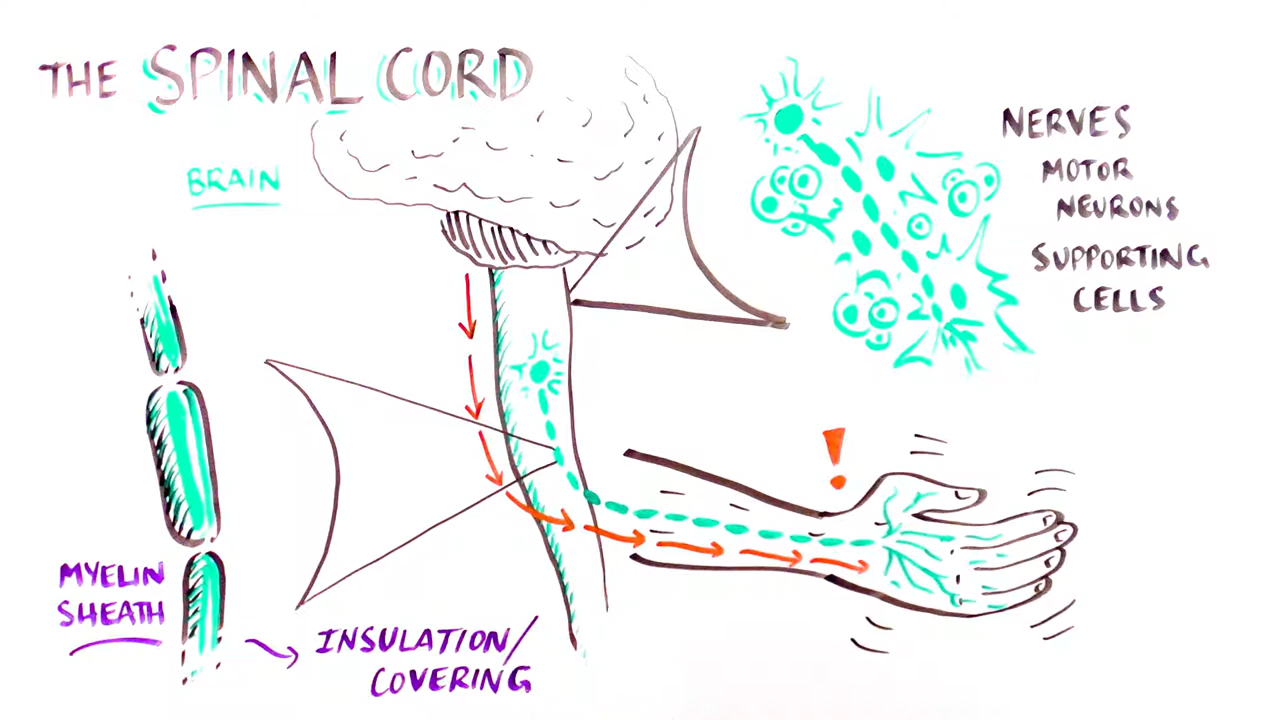 THE SPINAL CORD
BRAIN
NERVES
MOTOR
NEURONS
SUPPORTING
CELLS
!
MYELIN
SHEATH
INSULATION/
COVERING